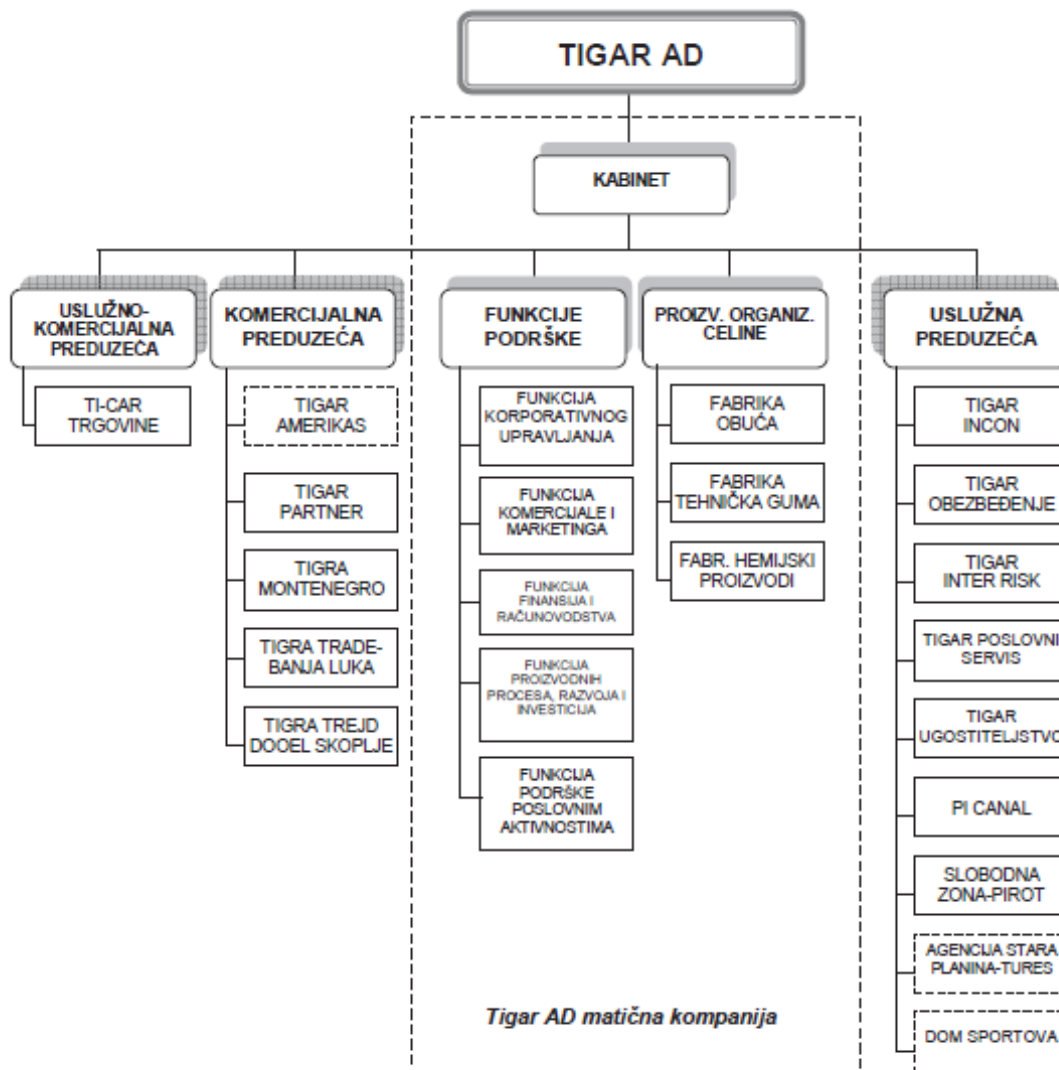 TIGAR AD
KABINET
USLUŽNO-
KOMERCIJALNA
PREDUZEĆA
TI-CAR
TRGOVINE
KOMERCIJALNA
PREDUZEĆA
TIGAR
AMERIKAS
TIGAR
PARTNER
TIGRA
MONTENEGRO
TIGRA TRADE-
BANJA LUKA
TIGRA TREJD
DOOEL SKOPLJE
FUNKCIJE
PODRŠKE
FUNKCIJA
KORPORATIVNOG
UPRAVLJANJA
FUNKCIJA
KOMERCIJALE I
MARKETINGA
FUNKCIJA
FINANSIJA I
RAČUNOVODSTVA
FUNKCIJA
PROIZVODNIH
PROCESA, RAZVOJA I
INVESTICIJA
FUNKCIJA
PODRŠKE
POSLOVNIM
AKTIVNOSTIMA
PROIZV. ORGANIZ.
CELINE
FABRIKA
OBUĆA
FABRIKA
TEHNIČKA GUMA
FABR. HEMIJSKI
PROIZVODI
USLUŽNA
PREDUZEĆA
TIGAR
INCON
TIGAR
OBEZBEĐENJE
TIGAR
INTER RISK
TIGAR POSLOVNI
SERVIS
TIGAR
UGOSTITELJSTVO
PI CANAL
SLOBODNA
ZONA-PIROT
AGENCIJA STARA
PLANINA-TURES
DOM SPORTOVA
Tigar AD matična kompanija